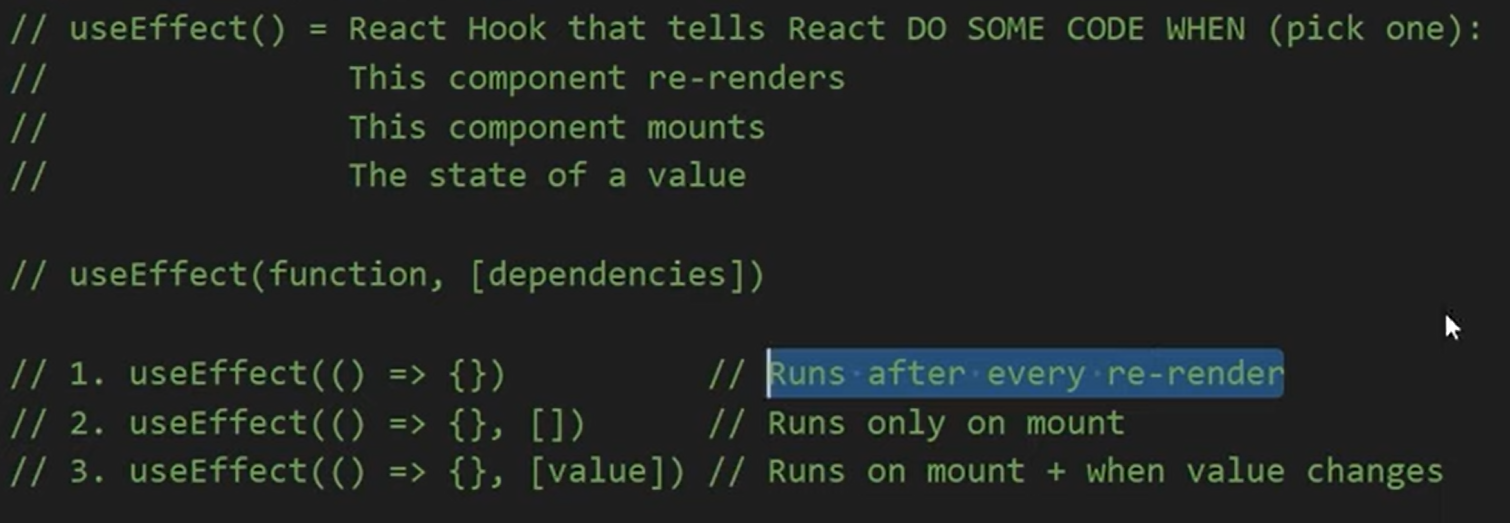 // useEffect() = React Hook that tells React DO SOME CODE WHEN (pick one):
//               This component re-renders
//               This component mounts
//               The state of a value
// useEffect(function, [dependencies])
// 1. useEffect(() => {})          // Runs after every re-render
// 2. useEffect(() => {}, [])      // Runs only on mount
// 3. useEffect(() => {}, [value]) // Runs on mount + when value changes